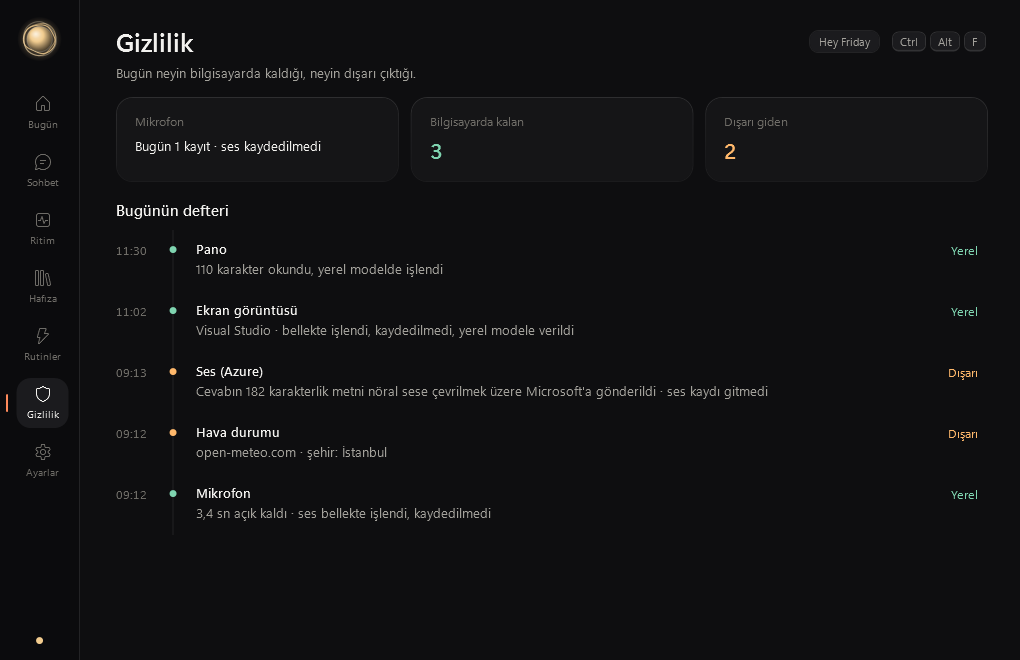 Gizlilik
Hey Friday
Ctrl
Alt
F
Bugün neyin bilgisayarda kaldığı, neyin dışarı çıktığı.
Bugün
Sohbet
Ritim
Hafıza
Rutinler
Gizlilik
Ayarlar
Mikrofon
Bugün 1 kayıt · ses kaydedilmedi
Bilgisayarda kalan
3
Dışarı giden
2
Bugünün defteri
11:30
Pano
Yerel
110 karakter okundu, yerel modelde işlendi
11:02
Ekran görüntüsü
Yerel
Visual Studio · bellekte işlendi, kaydedilmedi, yerel modele verildi
09:13
Ses (Azure)
Dışarı
Cevabın 182 karakterlik metni nöral sese çevrilmek üzere Microsoft'a gönderildi · ses kaydı gitmedi
09:12
Hava durumu
Dışarı
open-meteo.com · şehir: İstanbul
09:12
Mikrofon
Yerel
3,4 sn açık kaldı · ses bellekte işlendi, kaydedilmedi